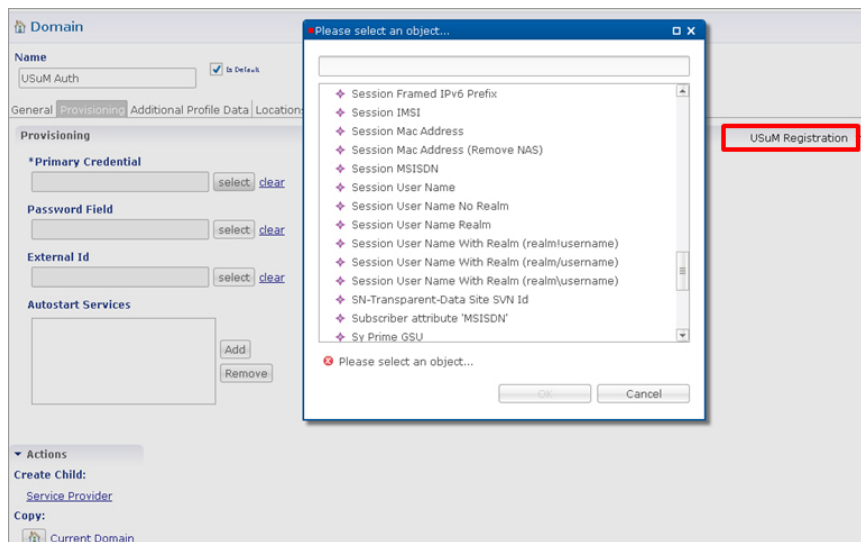 Domain
Name
USuM Auth
Is Default
General Provisioning Additional Profile Data Location
Provisioning
*Primary Credential
select clear
Password Field
select clear
External Id
select clear
Autostart Services
Add
Remove
Actions
Create Child:
Service Provider
Copy:
Current Domain
Please select an object...
Session Framed IPv6 Prefix
Session IMSI
Session Mac Address
Session Mac Address (Remove NAS)
Session MSISDN
Session User Name
Session User Name No Realm
Session User Name Realm
Session User Name With Realm (realm!username)
Session User Name With Realm (realm/username)
Session User Name With Realm (realm\username)
SN-Transparent-Data Site SVN Id
Subscriber attribute 'MSISDN'
Sy Prime GSU
Please select an object...
OK
Cancel
USuM Registration